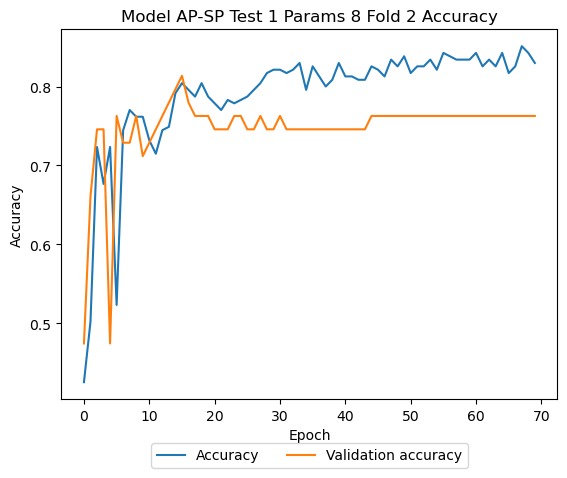 Model AP-SP Test 1 Params 8 Fold 2 Accuracy
Accuracy
0.8
0.7
0.6
0.5
0 10 20 30 40 50 60 70
Epoch
Accuracy Validation accuracy